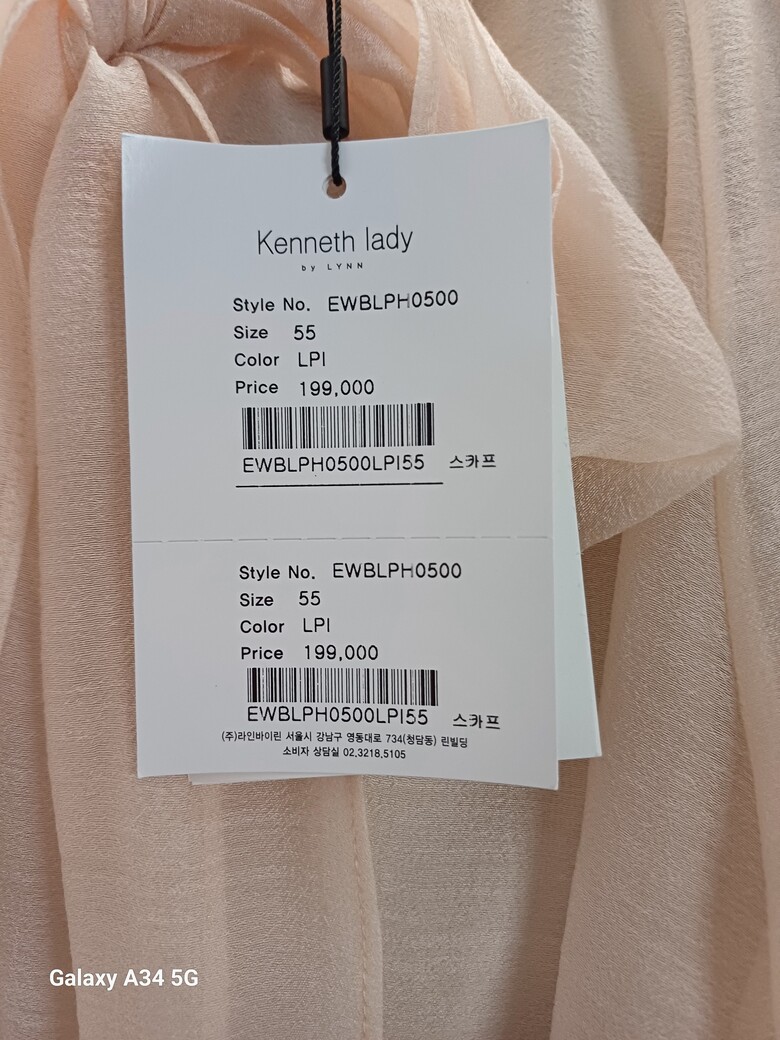 Kenneth lady
by LYNN
Style No. EWBLPH0500
Size 55
Color LPI
Price 199,000
EWBLPH0500LPI55 스카프
Style No. EWBLPH0500
Size 55
Color LPI
Price 199,000
EWBLPH0500LPI55 스카프
(주)라인바이린 서울시 강남구 영동대로 734(청담동) 린빌딩
소비자 상담실 02,3218,5105
Galaxy A34 5G